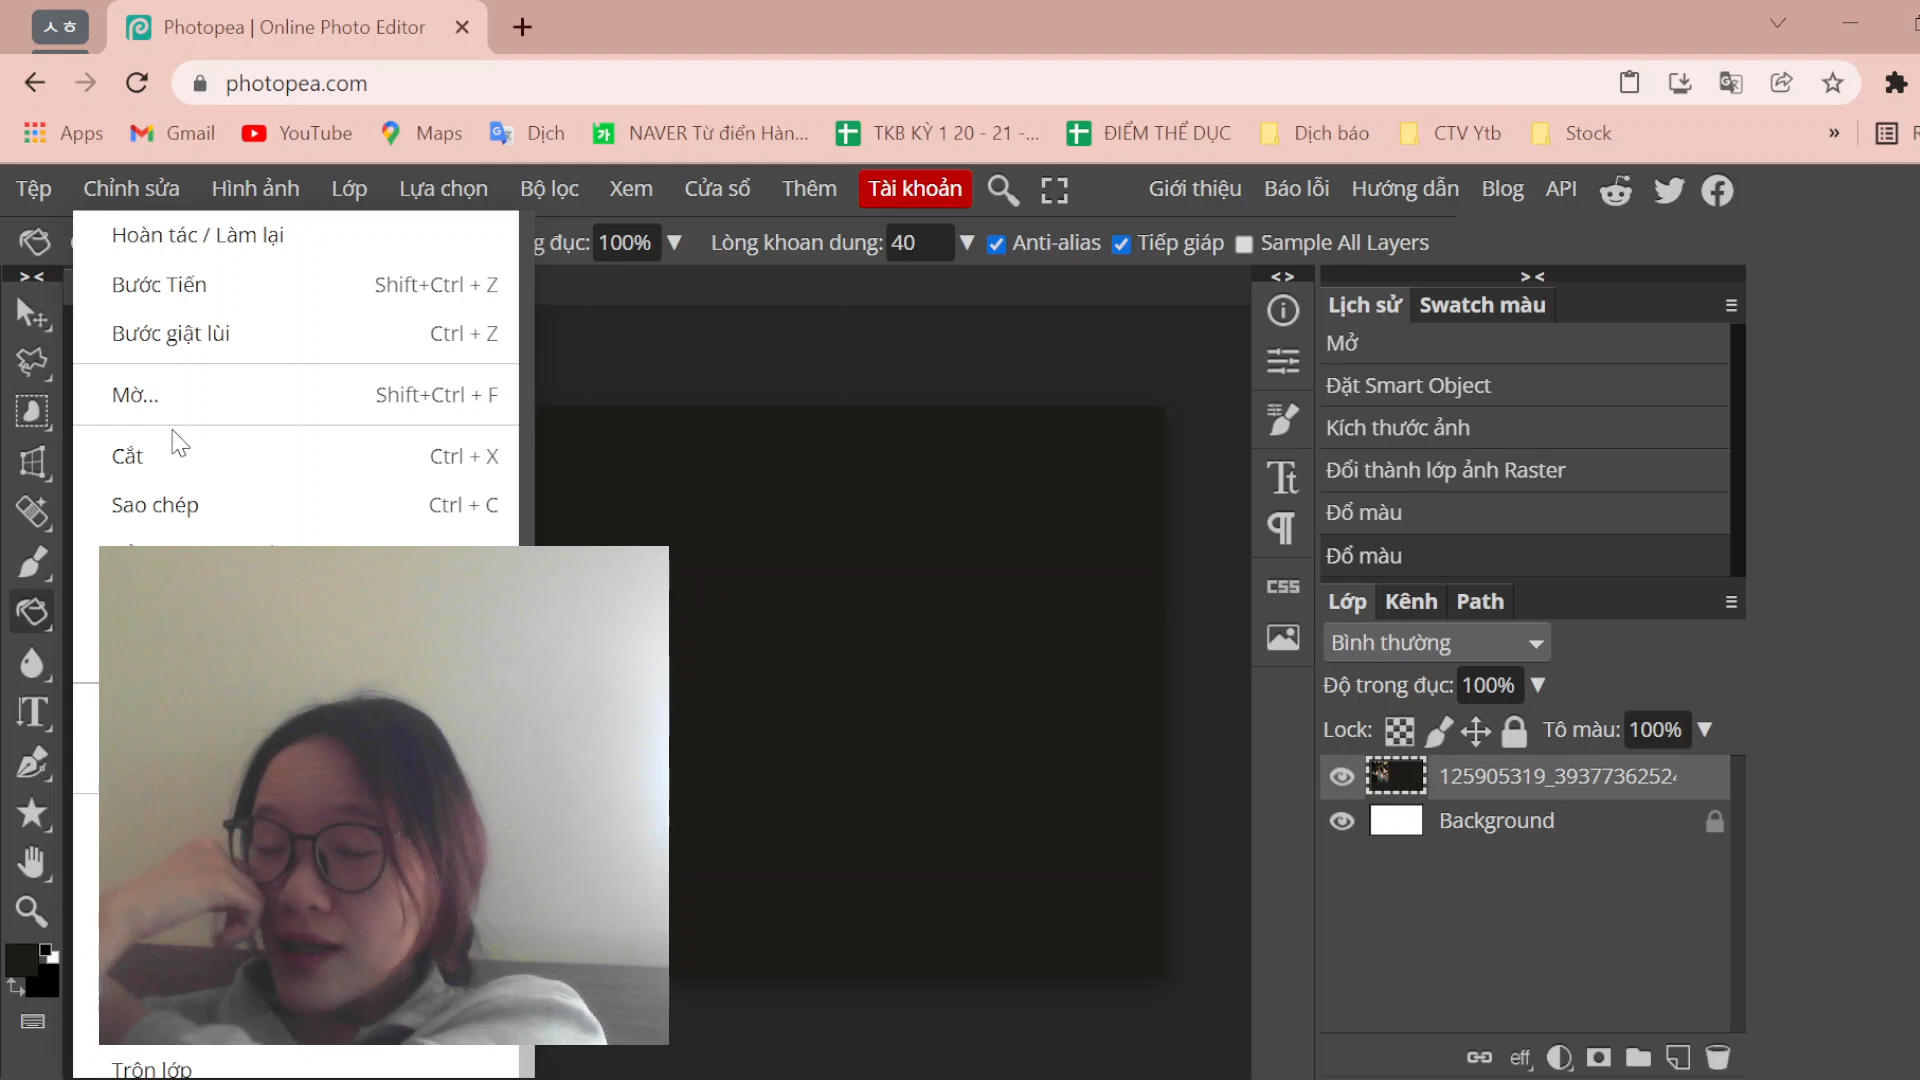 ㅅㅎ
Photopea | Online Photo Editor
photopea.com
Apps Gmail YouTube Maps Dịch NAVER Từ điển Hàn... TKB KỲ 1 20 - 21 -... ĐIỂM THỂ DỤC Dịch báo CTV Ytb Stock »
Tệp Chỉnh sửa Hình ảnh Lớp Lựa chọn Bộ lọc Xem Cửa sổ Thêm Tài khoản Giới thiệu Báo lỗi Hướng dẫn Blog API
g đục: 100% Lòng khoan dung: 40 Anti-alias Tiếp giáp Sample All Layers
Hoàn tác / Làm lại
Bước Tiến Shift+Ctrl + Z
Bước giật lùi Ctrl + Z
Mờ... Shift+Ctrl + F
Cắt Ctrl + X
Sao chép Ctrl + C
Trộn lớp
> <
< >
> <
CSS
Lịch sử Swatch màu
Mở
Đặt Smart Object
Kích thước ảnh
Đổi thành lớp ảnh Raster
Đổ màu
Đổ màu
Lớp Kênh Path
Bình thường
Độ trong đục: 100%
Lock: Tô màu: 100%
125905319_3937736252
Background
eff